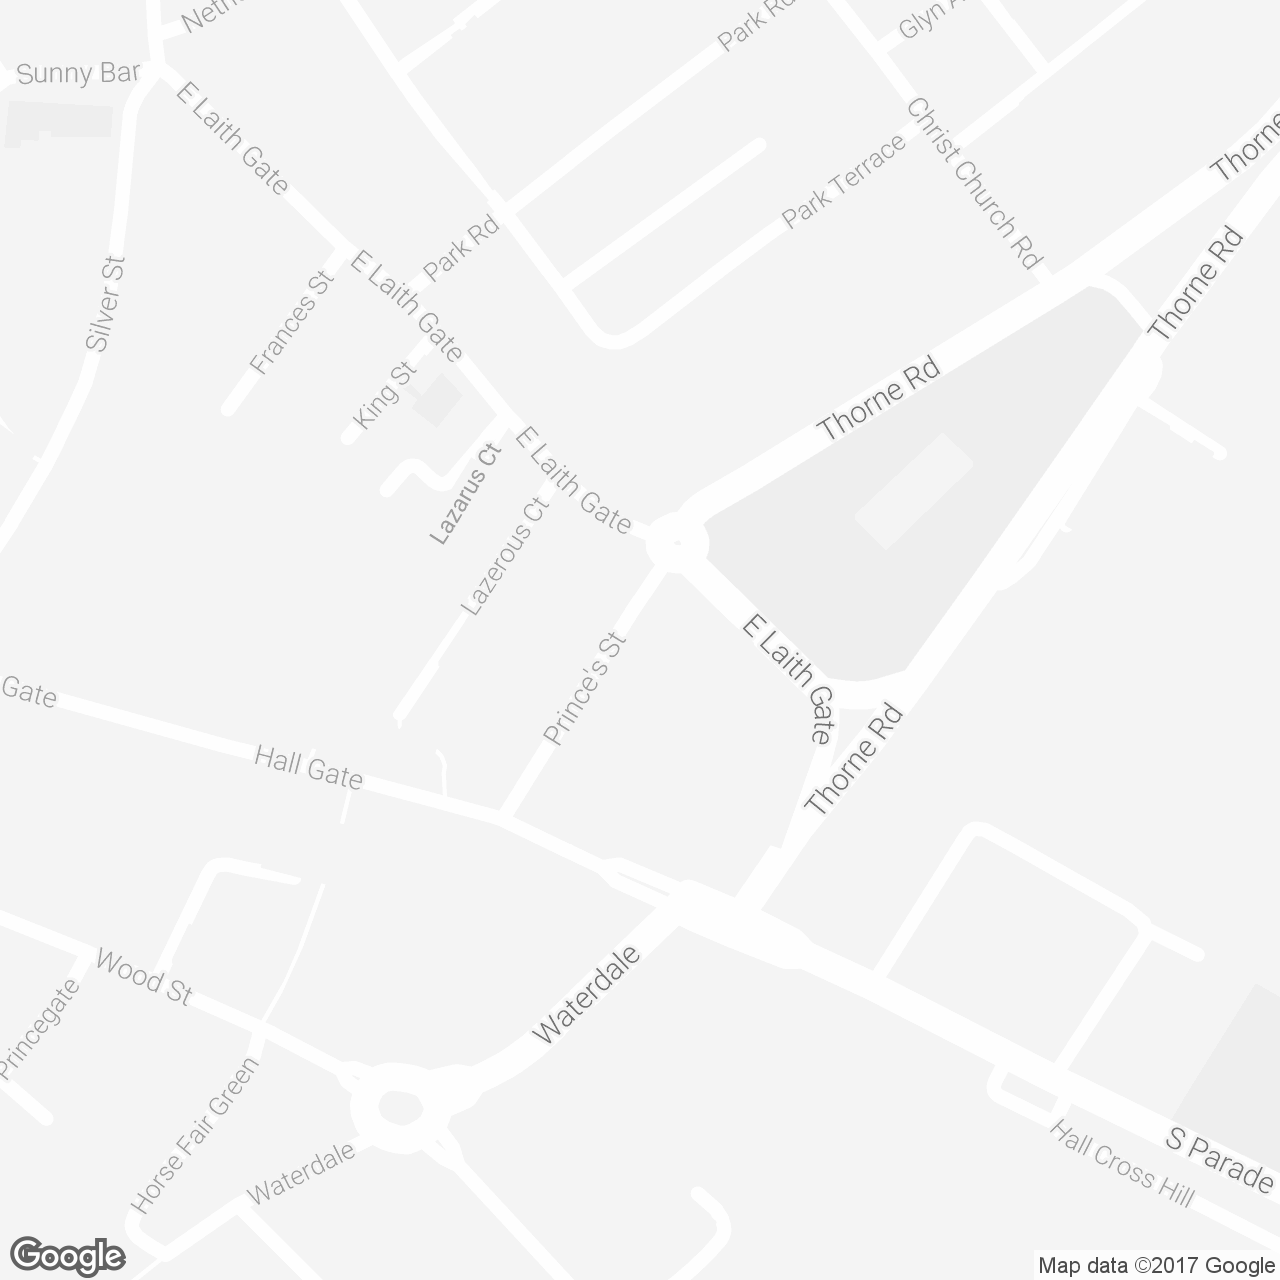 Park Rd
Sunny Bar
E Laith Gate
Christ Church Rd
Thorne
Park Terrace
Park Rd
Thorne Rd
E Laith Gate
Silver St
Frances St
King St
Thorne Rd
E Laith Gate
Lazarus Ct
Lazerous Ct
Prince's St
E Laith Gate
Gate
Hall Gate
Thorne Rd
Waterdale
Wood St
Princegate
Horse Fair Green
Waterdale
Hall Cross Hill
S Parade
Google
Map data ©2017 Google